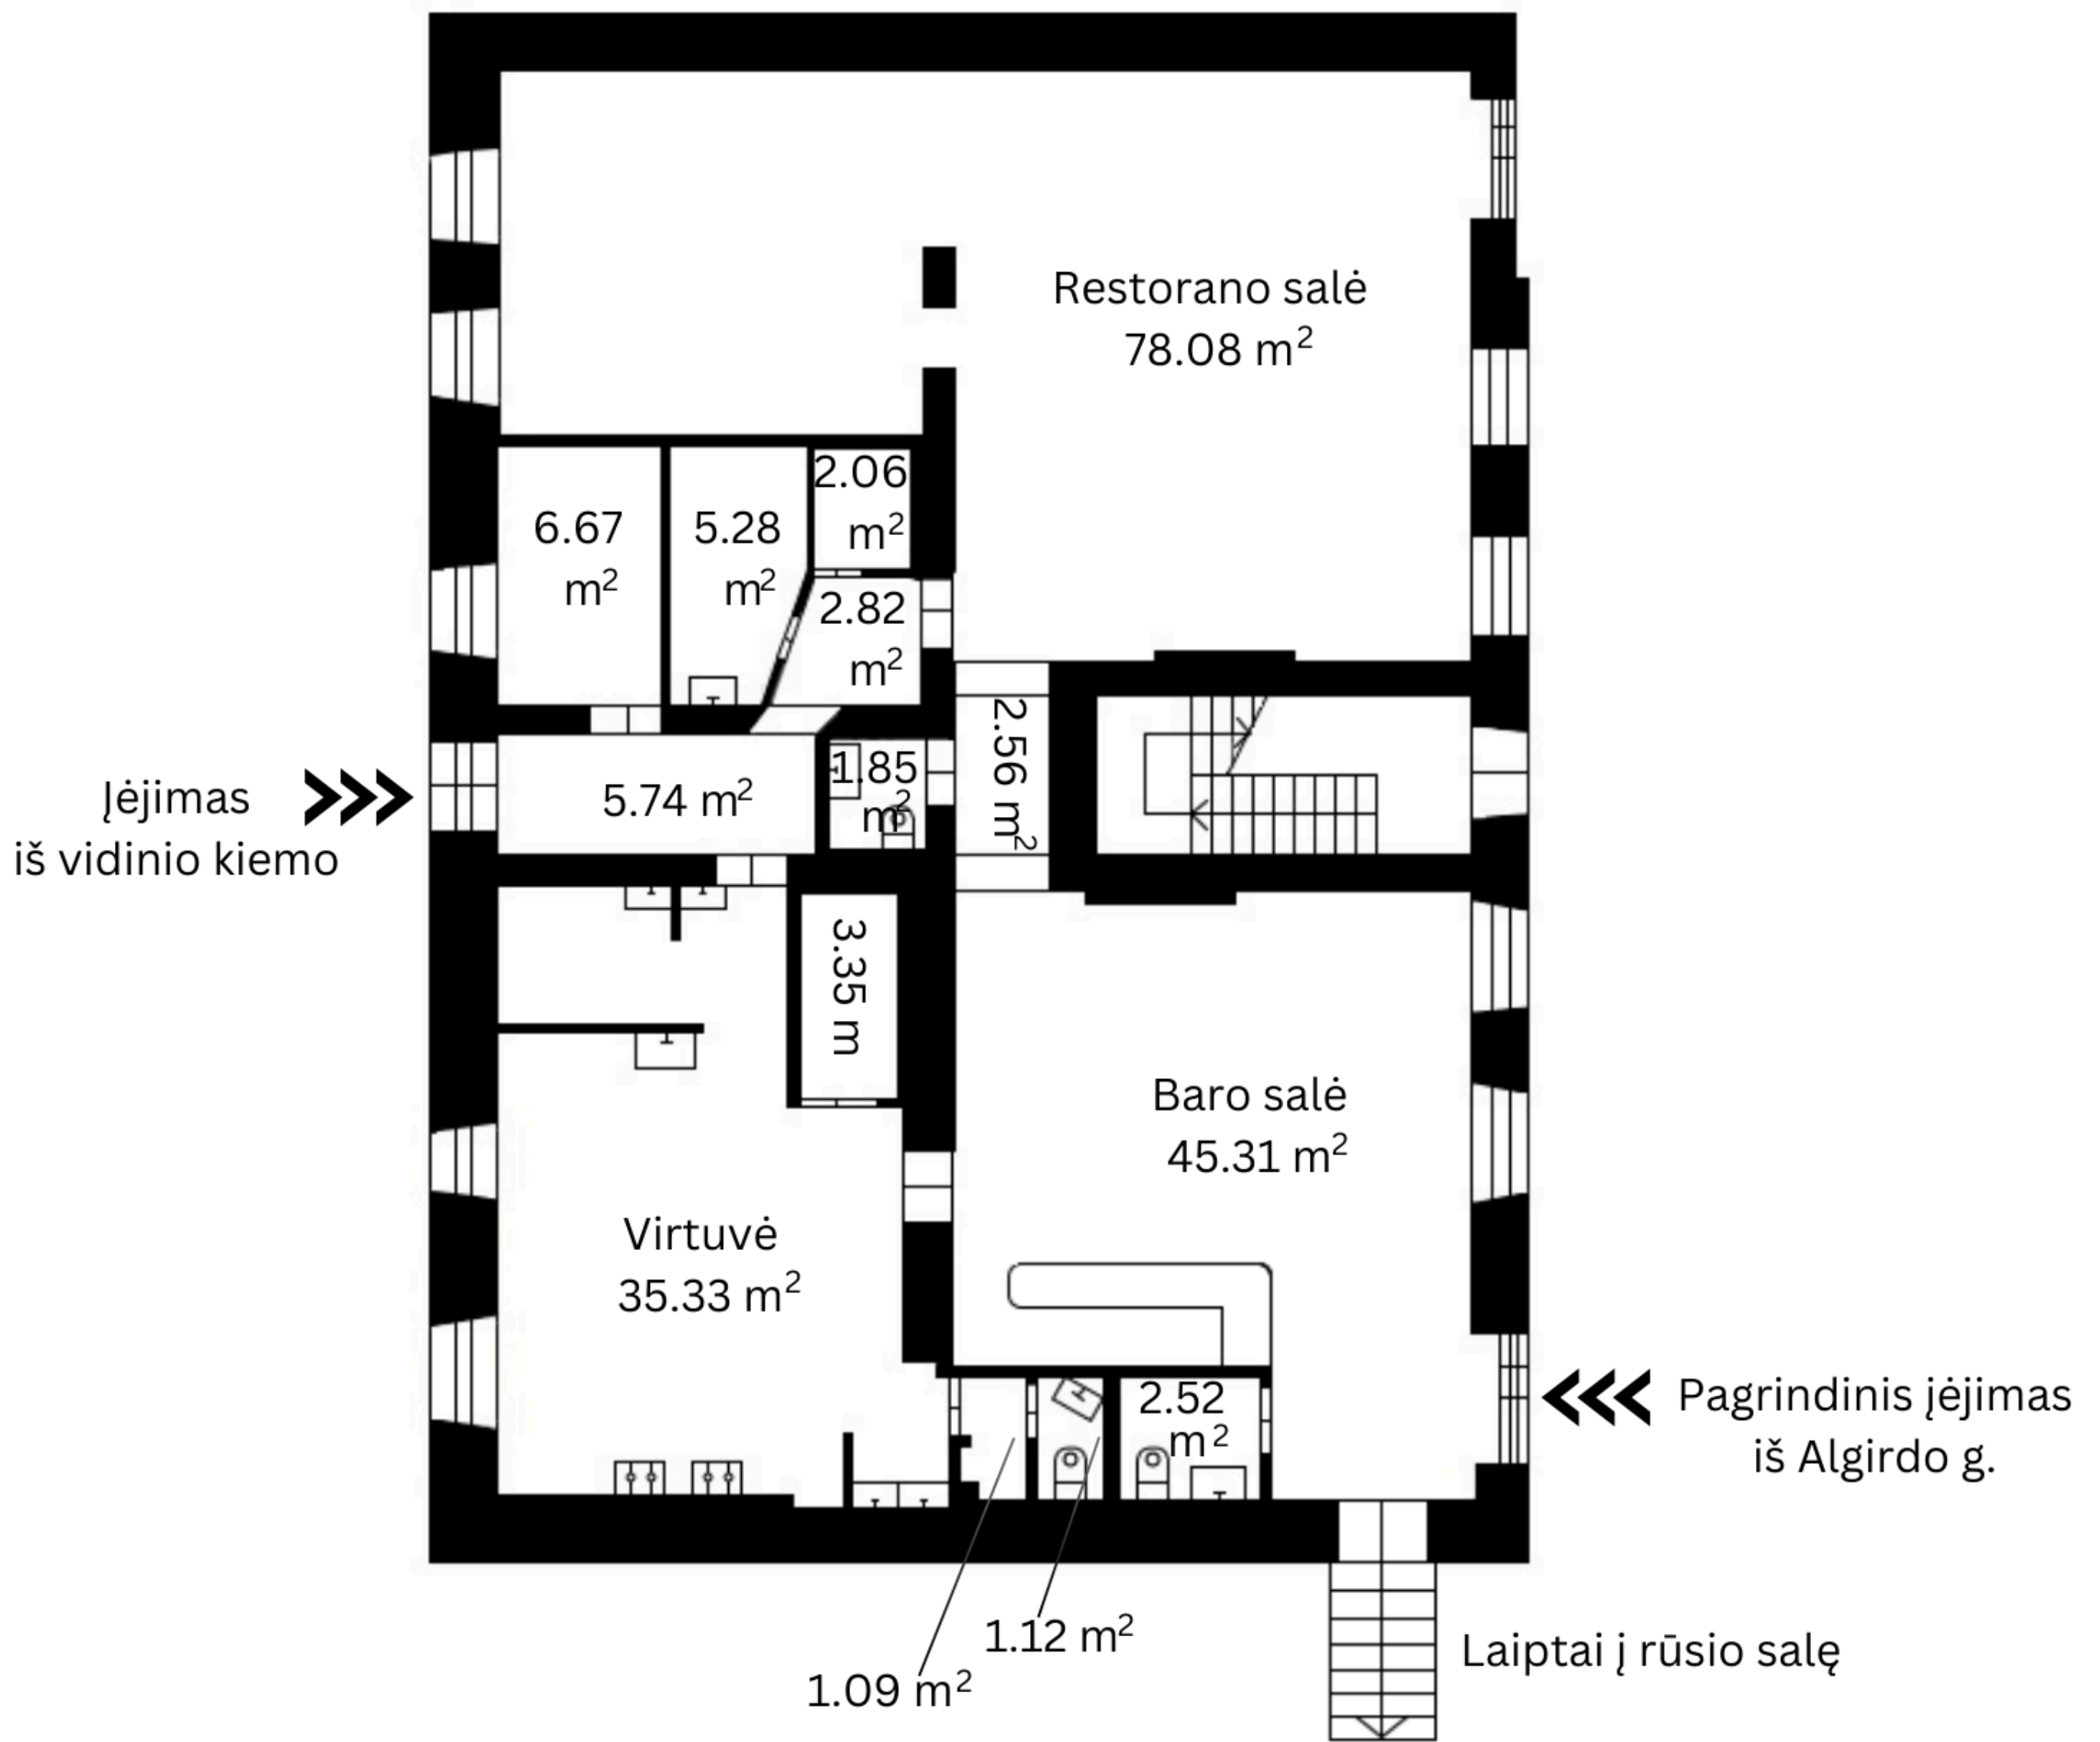 Restorano salė
78.08 m²
2.06
m²
6.67
m²
5.28
m²
2.82
m²
2.56 m²
1.85
m²
5.74 m²
Įėjimas
iš vidinio kiemo
3.35 m
Baro salė
45.31 m²
Virtuvė
35.33 m²
2.52
m²
Pagrindinis įėjimas
iš Algirdo g.
1.12 m²
1.09 m²
Laiptai į rūsio salę